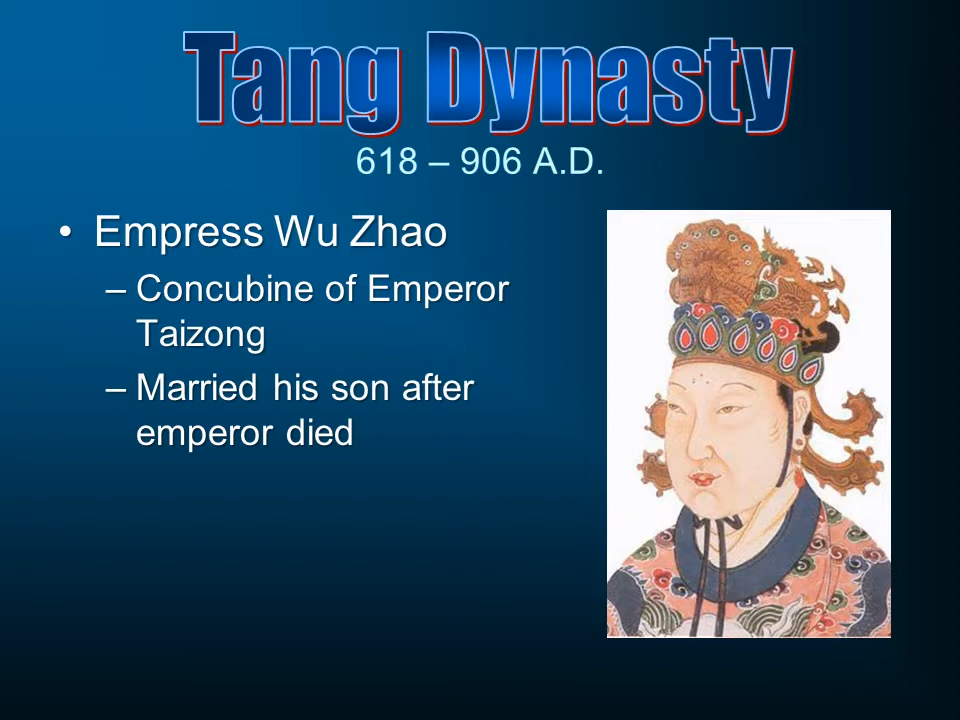 Tang Dynasty
618 – 906 A.D.
• Empress Wu Zhao
– Concubine of Emperor
Taizong
– Married his son after
emperor died